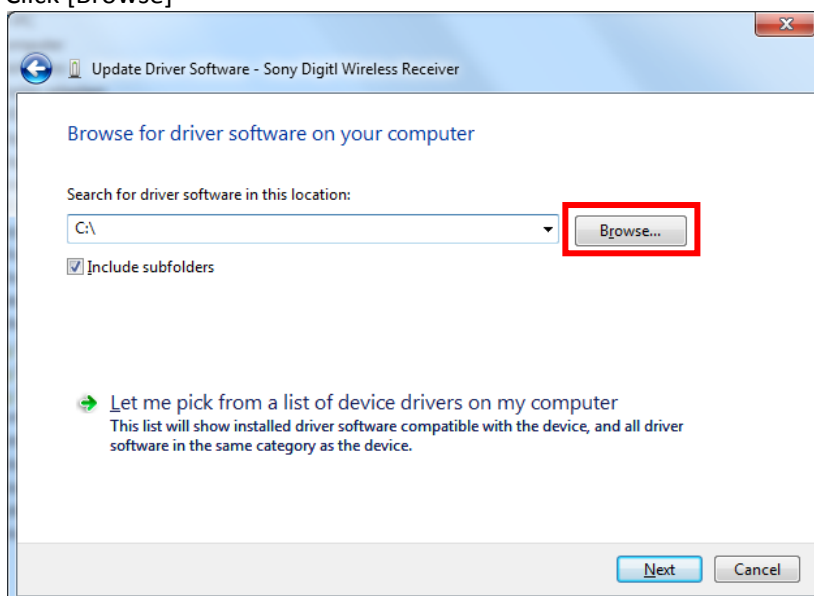 Click [Browse]
Update Driver Software - Sony Digitl Wireless Receiver
Browse for driver software on your computer
Search for driver software in this location:
C:\
Browse...
Include subfolders
Let me pick from a list of device drivers on my computer
This list will show installed driver software compatible with the device, and all driver
software in the same category as the device.
Next Cancel